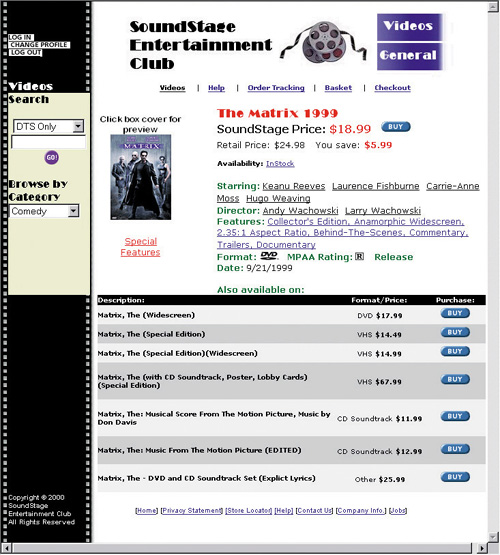 LOG IN
CHANGE PROFILE
LOG OUT
Videos
Search
DTS Only
GO!
Browse by
Category
Comedy
Copyright © 2000
SoundStage
Entertainment Club
All Rights Reserved
SoundStage
Entertainment
Club
Videos
General
Videos | Help | Order Tracking | Basket | Checkout
Click box cover for
preview
MATRIX
Special
Features
The Matrix 1999
SoundStage Price: $18.99 BUY
Retail Price: $24.98 You save: $5.99
Availability: InStock
Starring: Keanu Reeves Laurence Fishburne Carrie-Anne
Moss Hugo Weaving
Director: Andy Wachowski Larry Wachowski
Features: Collector's Edition, Anamorphic Widescreen,
2.35:1 Aspect Ratio, Behind-The-Scenes, Commentary,
Trailers, Documentary
Format: DVD MPAA Rating: R Release
Date: 9/21/1999
Also available on:
Description: Format/Price: Purchase:
Matrix, The (Widescreen) DVD $17.99 BUY
Matrix, The (Special Edition) VHS $14.49 BUY
Matrix, The (Special Edition)(Widescreen) VHS $14.99 BUY
Matrix, The (with CD Soundtrack, Poster, Lobby Cards)
(Special Edition) VHS $67.99 BUY
Matrix, The: Musical Score From The Motion Picture, Music by
Don Davis CD Soundtrack $11.99 BUY
Matrix, The: Music From The Motion Picture (EDITED) CD Soundtrack $12.99 BUY
Matrix, The - DVD and CD Soundtrack Set (Explict Lyrics) Other $25.99 BUY
[Home] [Privacy Statement] [Store Locator] [Help] [Contact Us] [Company Info.] [Jobs]